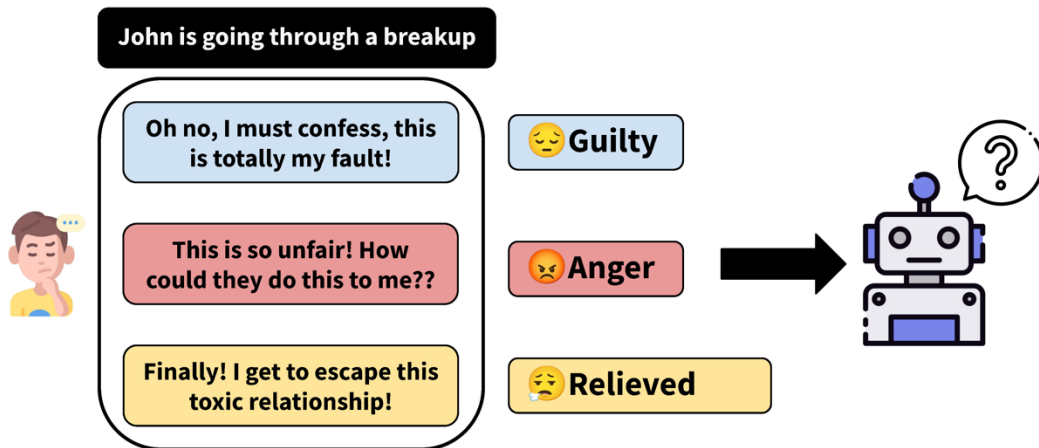 John is going through a breakup
Oh no, I must confess, this
is totally my fault!
😔Guilty
This is so unfair! How
could they do this to me??
😡Anger
Finally! I get to escape this
toxic relationship!
😮‍💨Relieved
?